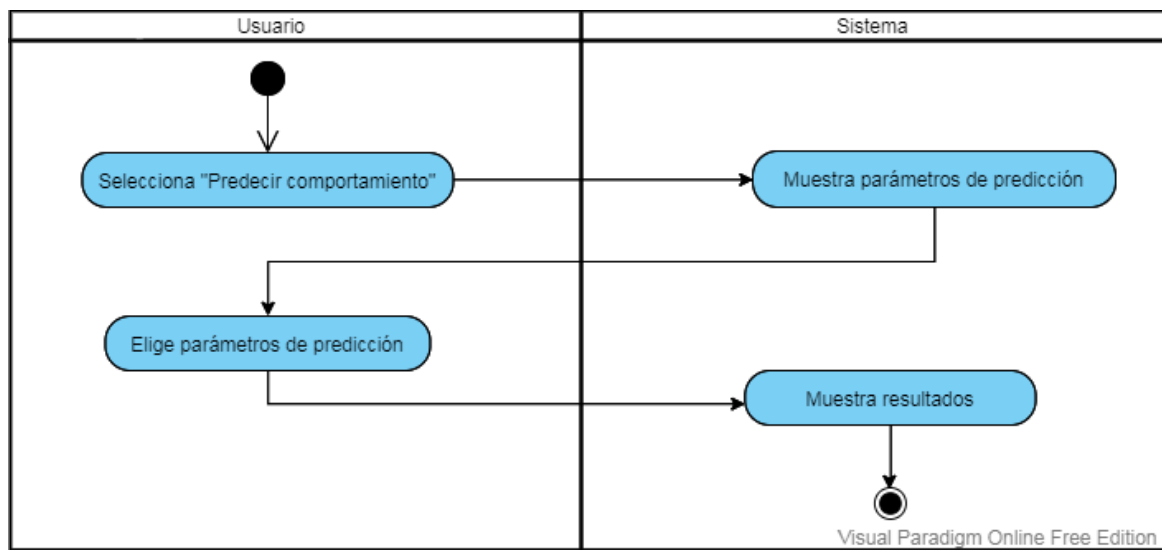 Usuario
Sistema
Selecciona "Predecir comportamiento"
Muestra parámetros de predicción
Elige parámetros de predicción
Muestra resultados
Visual Paradigm Online Free Edition